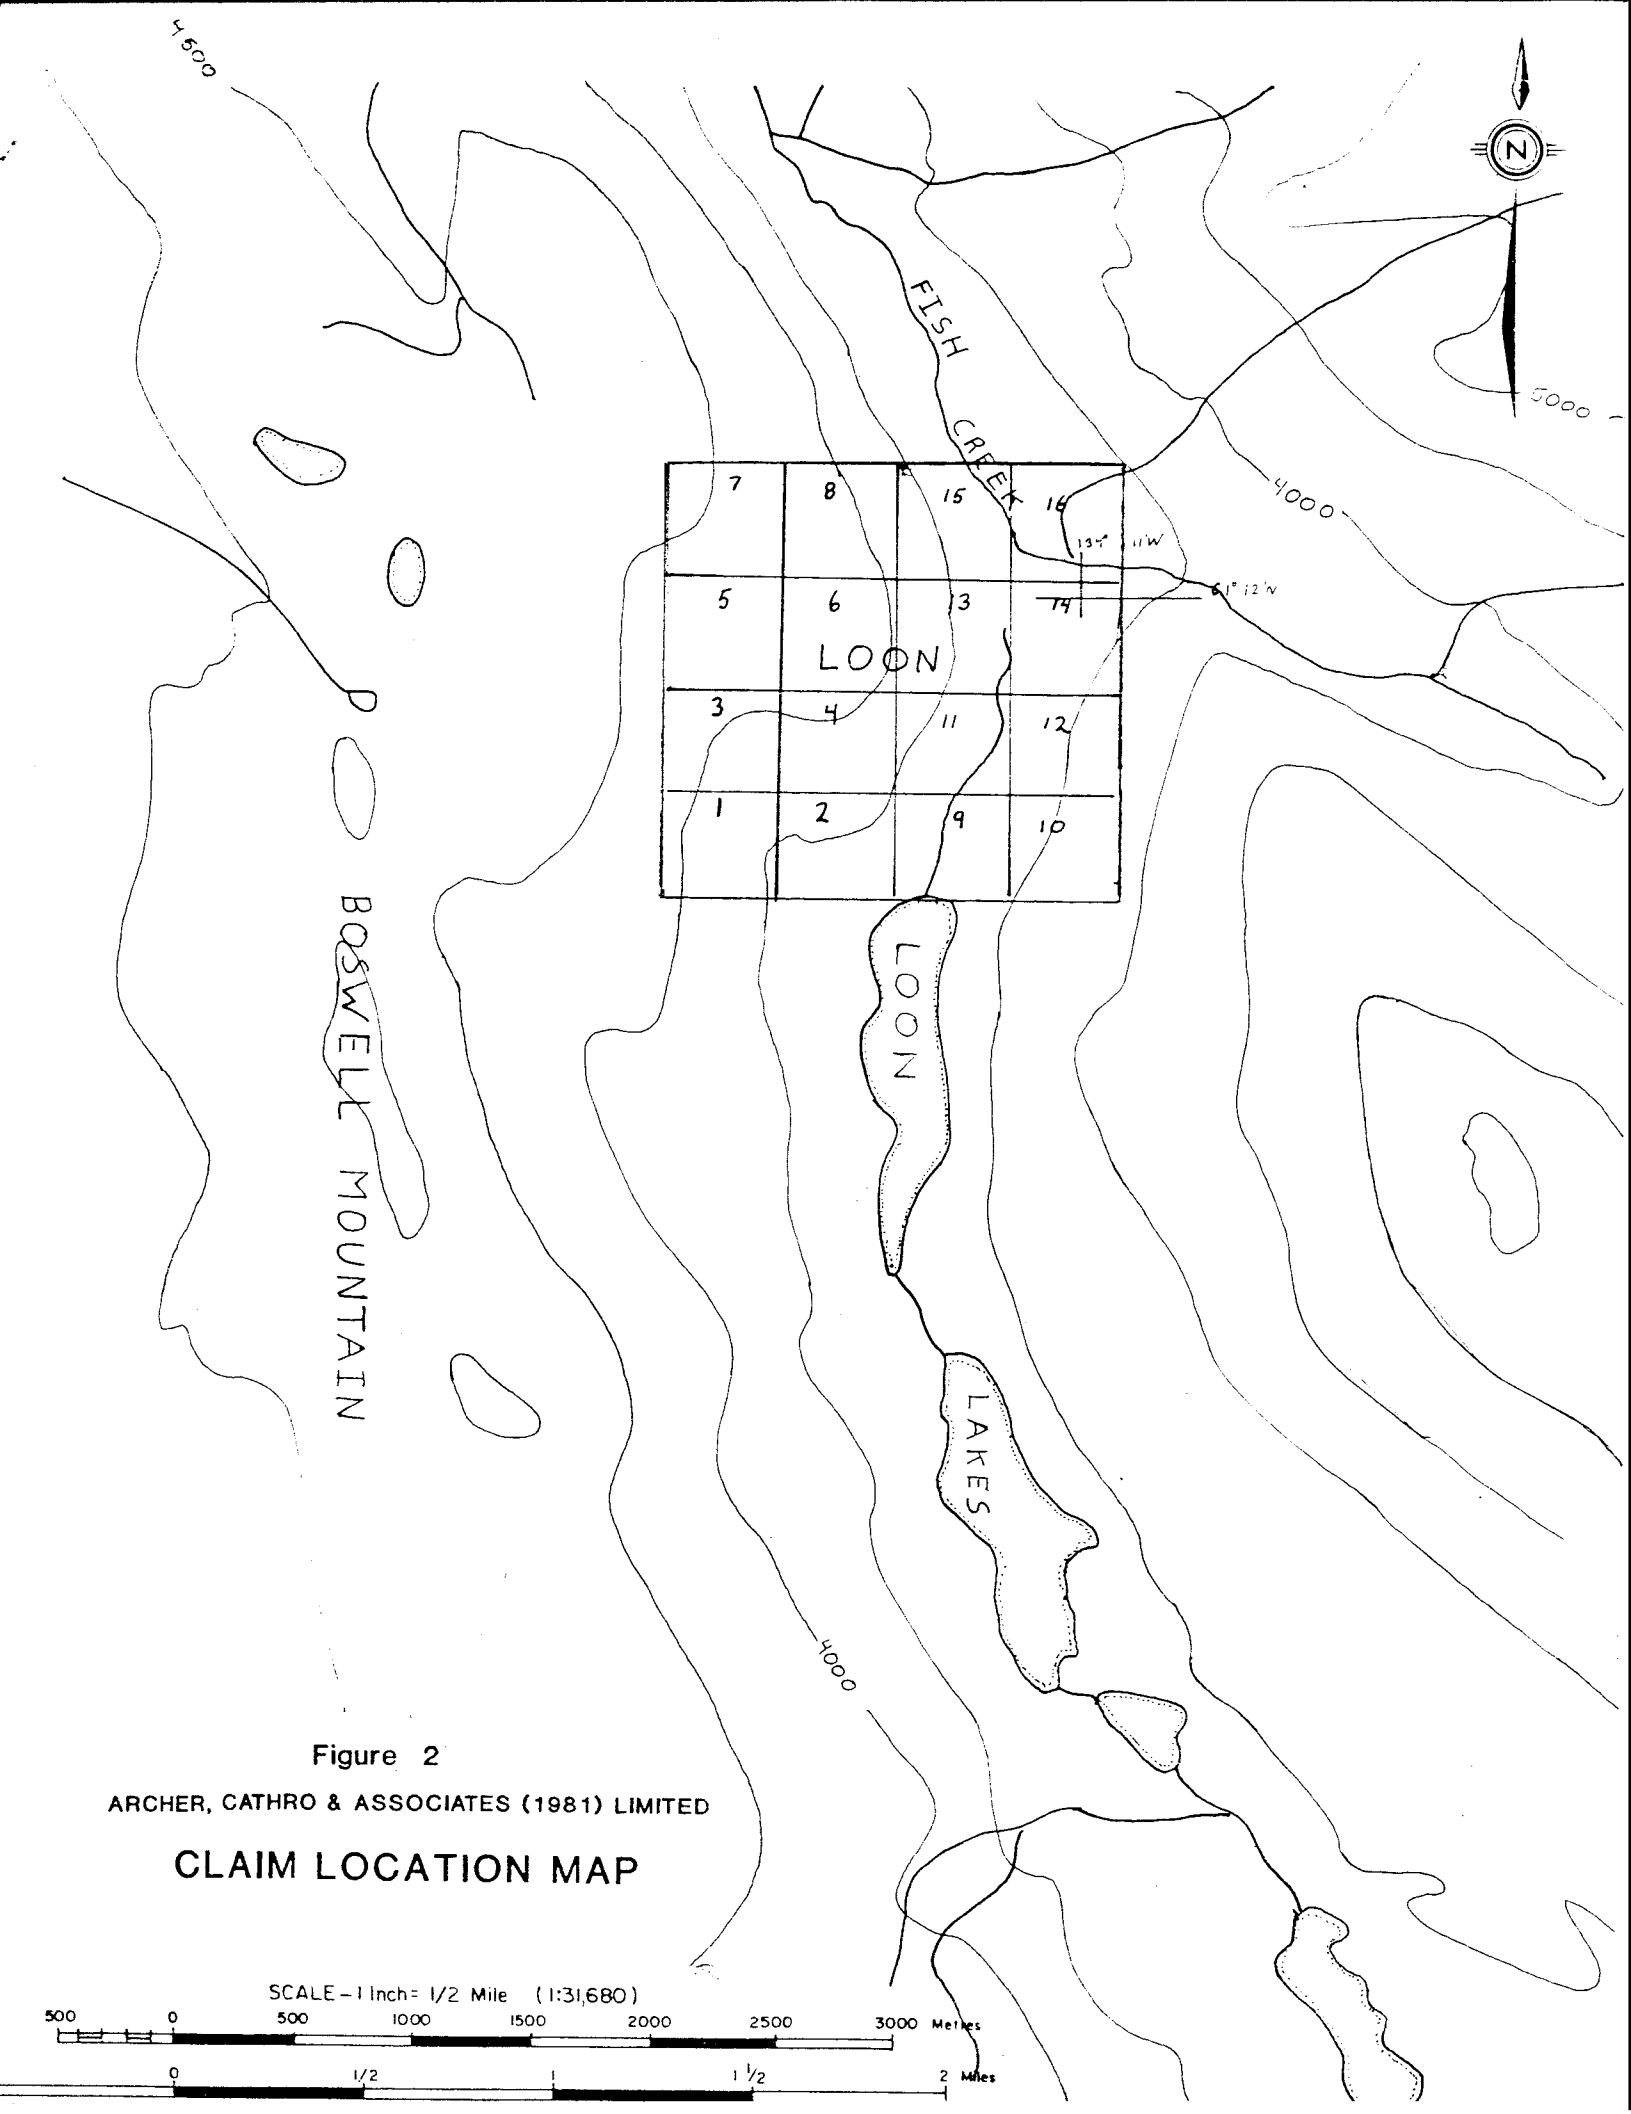 4500
N
FISH
CREEK
5000
4000
7 8 15 16
11'W
61° 12'N
5 6 13 14
LOON
3 4 11 12
1 2 9 10
BOSWELL MOUNTAIN
LOON
LAKES
4000
Figure 2
ARCHER, CATHRO & ASSOCIATES (1981) LIMITED
CLAIM LOCATION MAP
SCALE - 1 Inch = 1/2 Mile (1:31,680)
500 0 500 1000 1500 2000 2500 3000 Metres
0 1/2 1 1 1/2 2 Miles